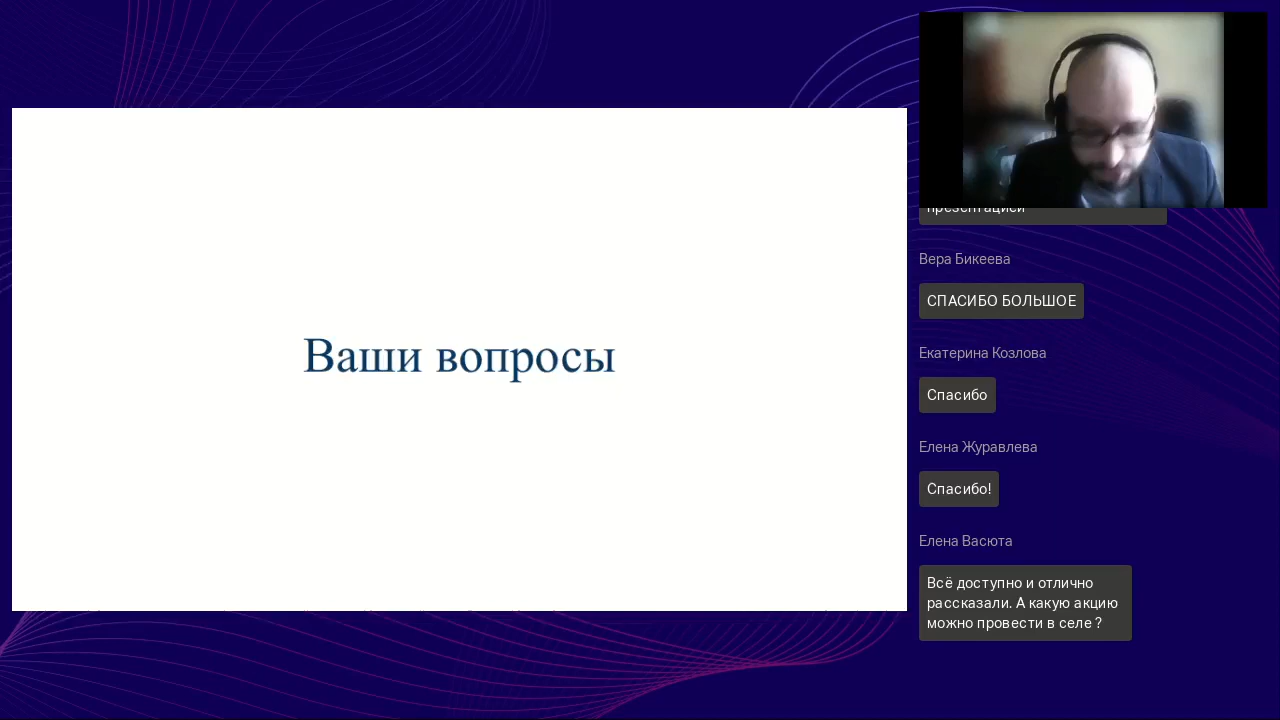 Ваши вопросы
презентацией
Вера Бикеева
СПАСИБО БОЛЬШОЕ
Екатерина Козлова
Спасибо
Елена Журавлева
Спасибо!
Елена Васюта
Всё доступно и отлично
рассказали. А какую акцию
можно провести в селе ?